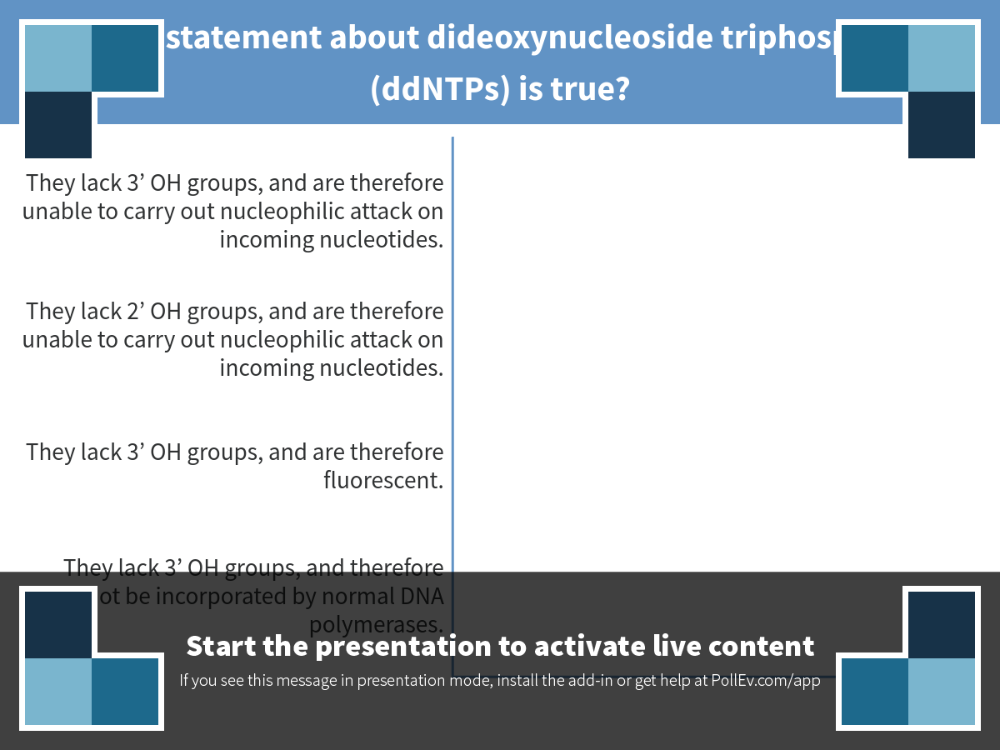 statement about dideoxynucleoside triphosp
(ddNTPs) is true?
They lack 3’ OH groups, and are therefore
unable to carry out nucleophilic attack on
incoming nucleotides.
They lack 2’ OH groups, and are therefore
unable to carry out nucleophilic attack on
incoming nucleotides.
They lack 3’ OH groups, and are therefore
fluorescent.
They lack 3’ OH groups, and therefore
ot be incorporated by normal DNA
polymerases.
Start the presentation to activate live content
If you see this message in presentation mode, install the add-in or get help at PollEv.com/app